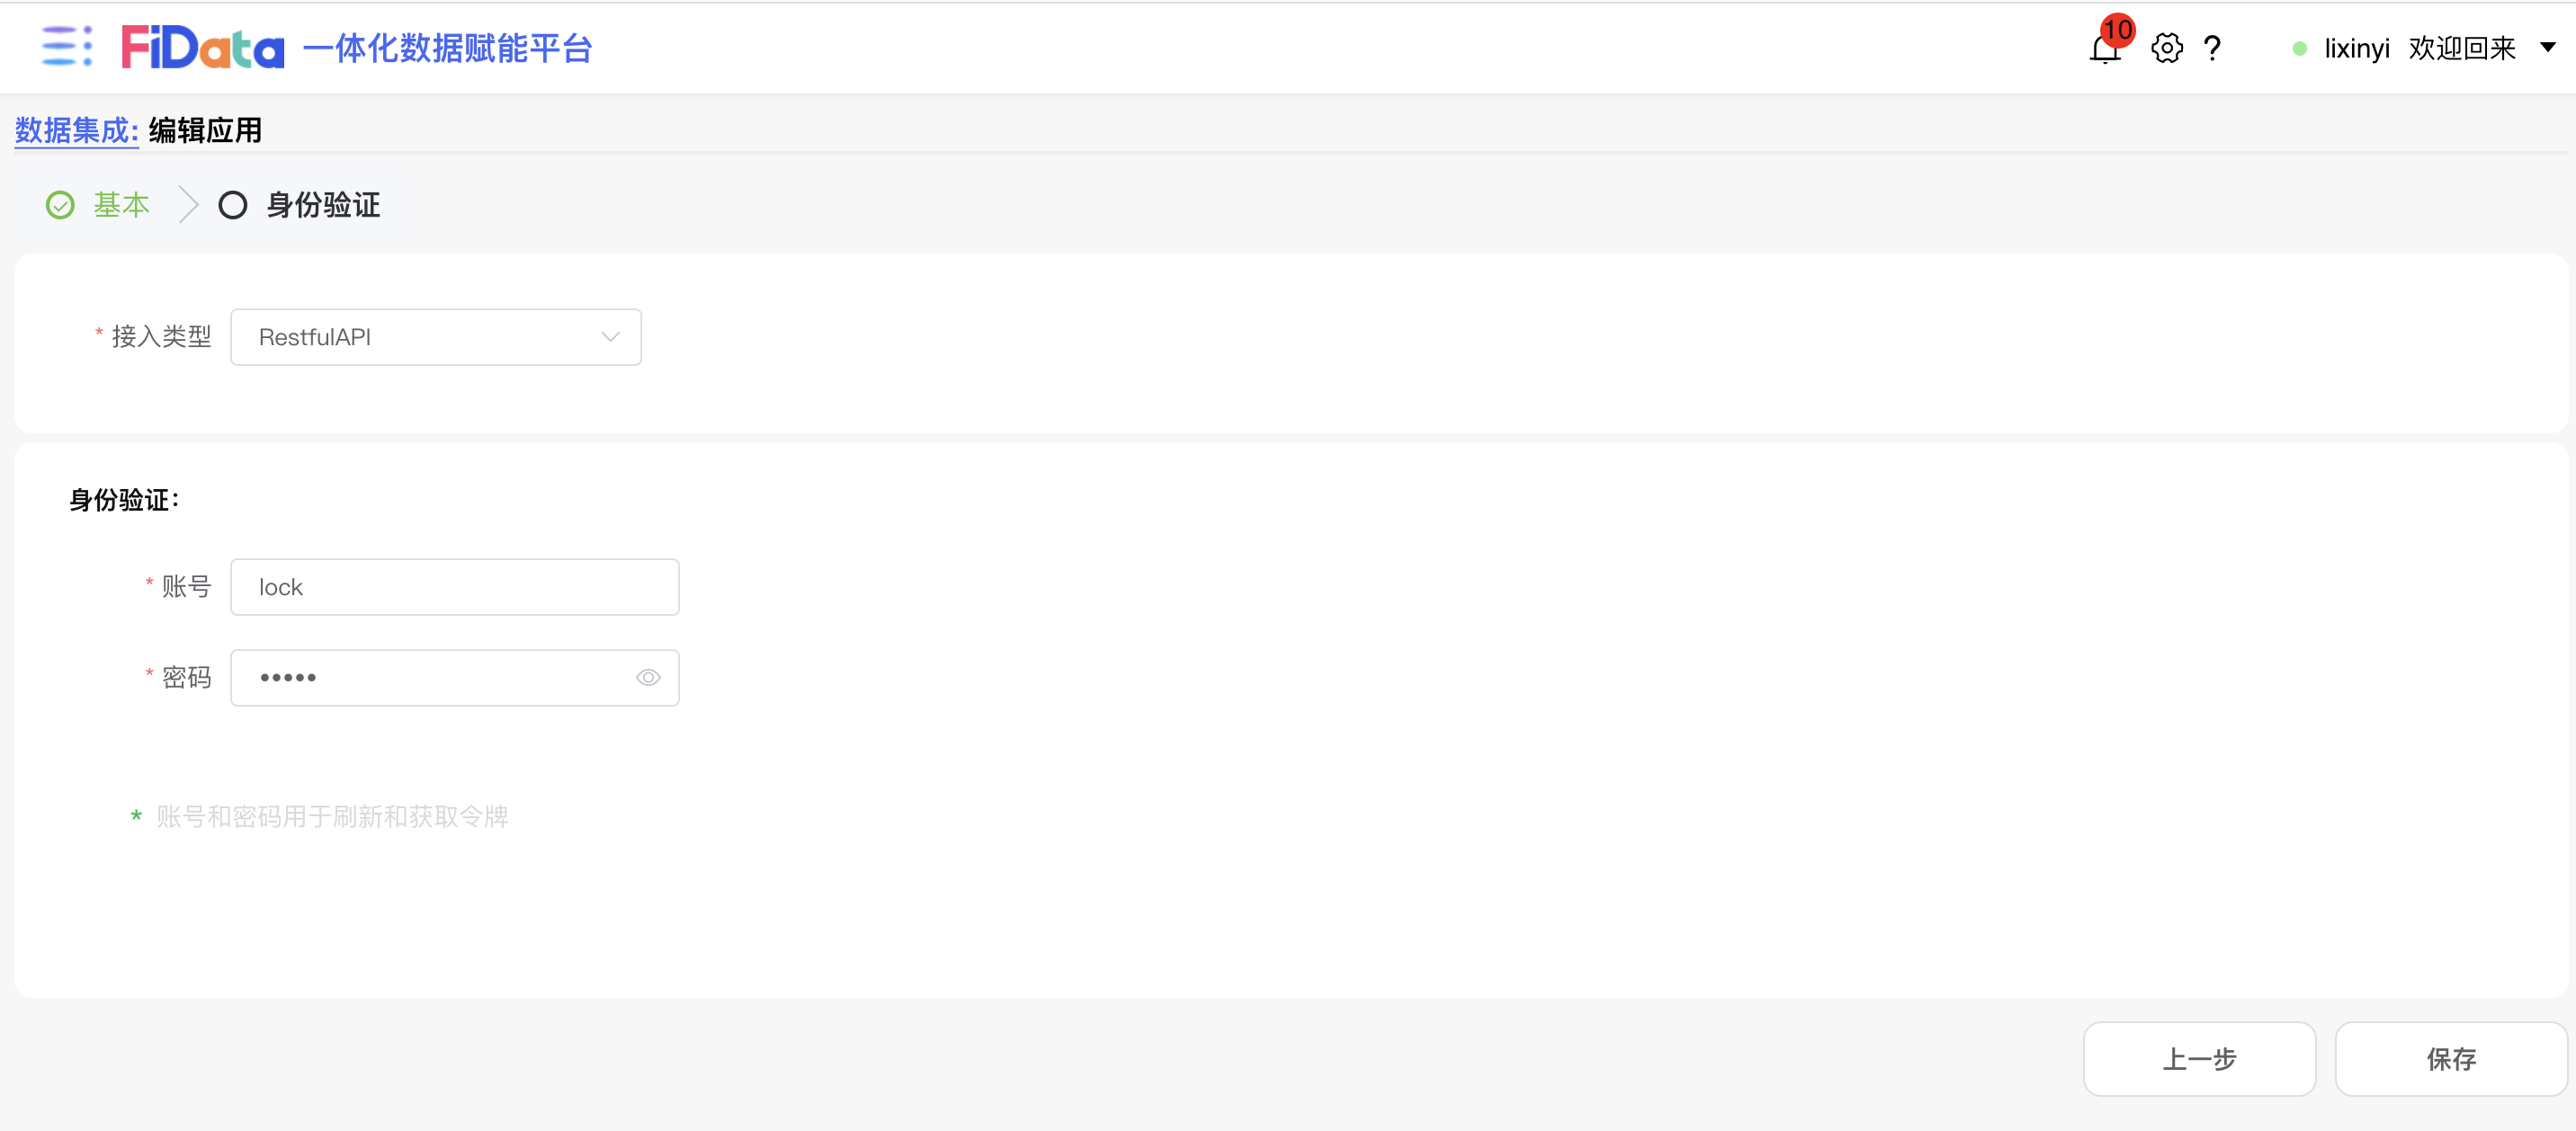 FiData 一体化数据赋能平台
10
? lixinyi 欢迎回来
数据集成: 编辑应用
基本
身份验证
* 接入类型 RestfulAPI
身份验证：
* 账号 lock
* 密码 •••••
* 账号和密码用于刷新和获取令牌
上一步
保存